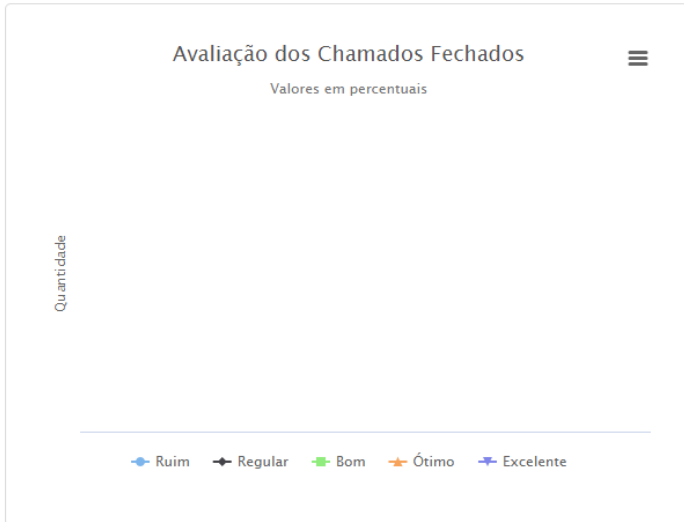 Avaliação dos Chamados Fechados
Valores em percentuais
Quantidade
Ruim Regular Bom Ótimo Excelente